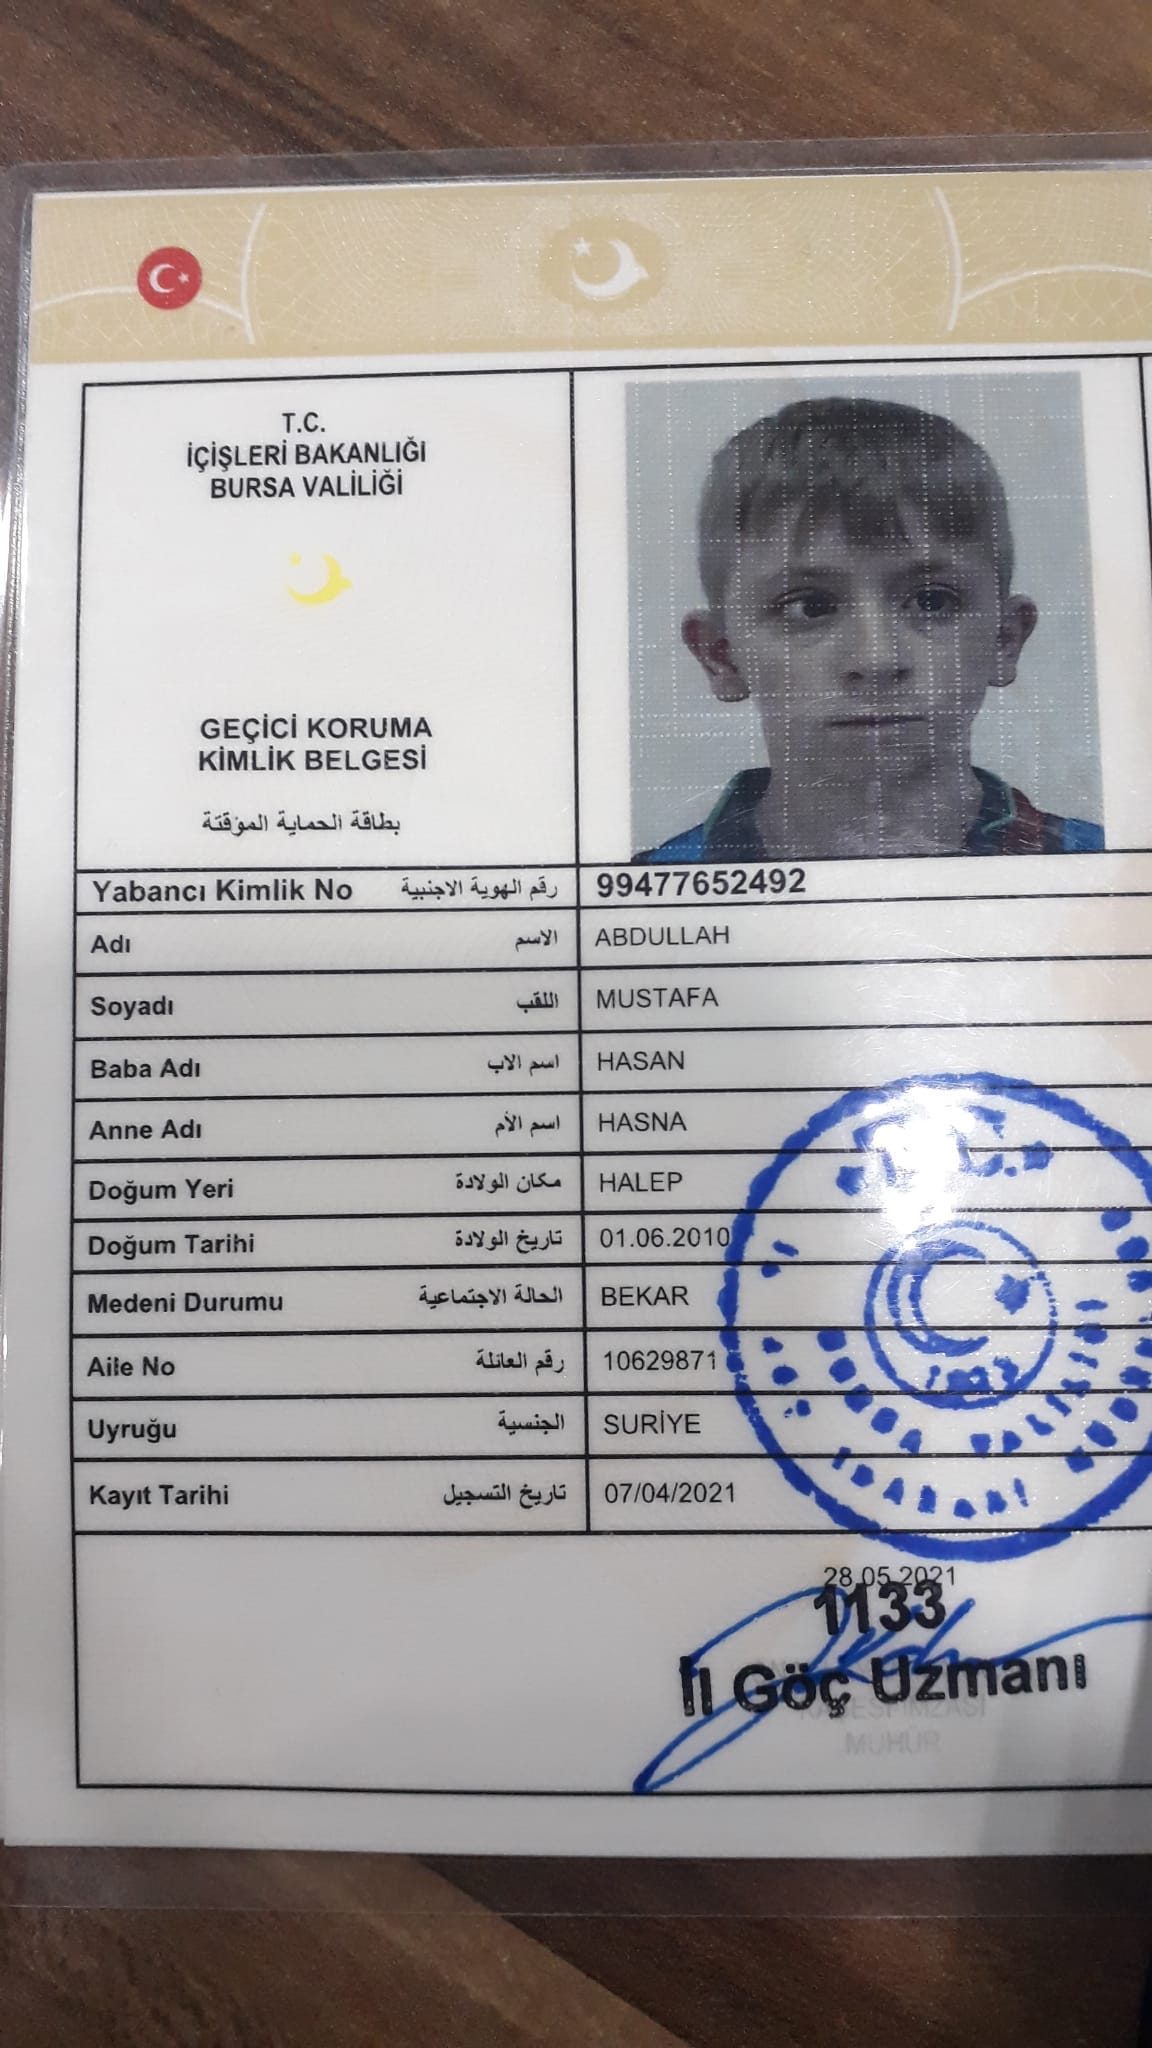 T.C.
İÇİŞLERİ BAKANLIĞI
BURSA VALİLİĞİ
GEÇİCİ KORUMA
KİMLİK BELGESİ
بطاقة الحماية المؤقتة
Yabancı Kimlik No رقم الهوية الاجنبية 99477652492
Adı الاسم ABDULLAH
Soyadı اللقب MUSTAFA
Baba Adı اسم الاب HASAN
Anne Adı اسم الأم HASNA
Doğum Yeri مكان الولادة HALEP
Doğum Tarihi تاريخ الولادة 01.06.2010
Medeni Durumu الحالة الاجتماعية BEKAR
Aile No رقم العائلة 10629871
Uyruğu الجنسية SURİYE
Kayıt Tarihi تاريخ التسجيل 07/04/2021
T.C.
VALİLİĞİ
28.05.2021
1133
İl Göç Uzmanı
MUHUR